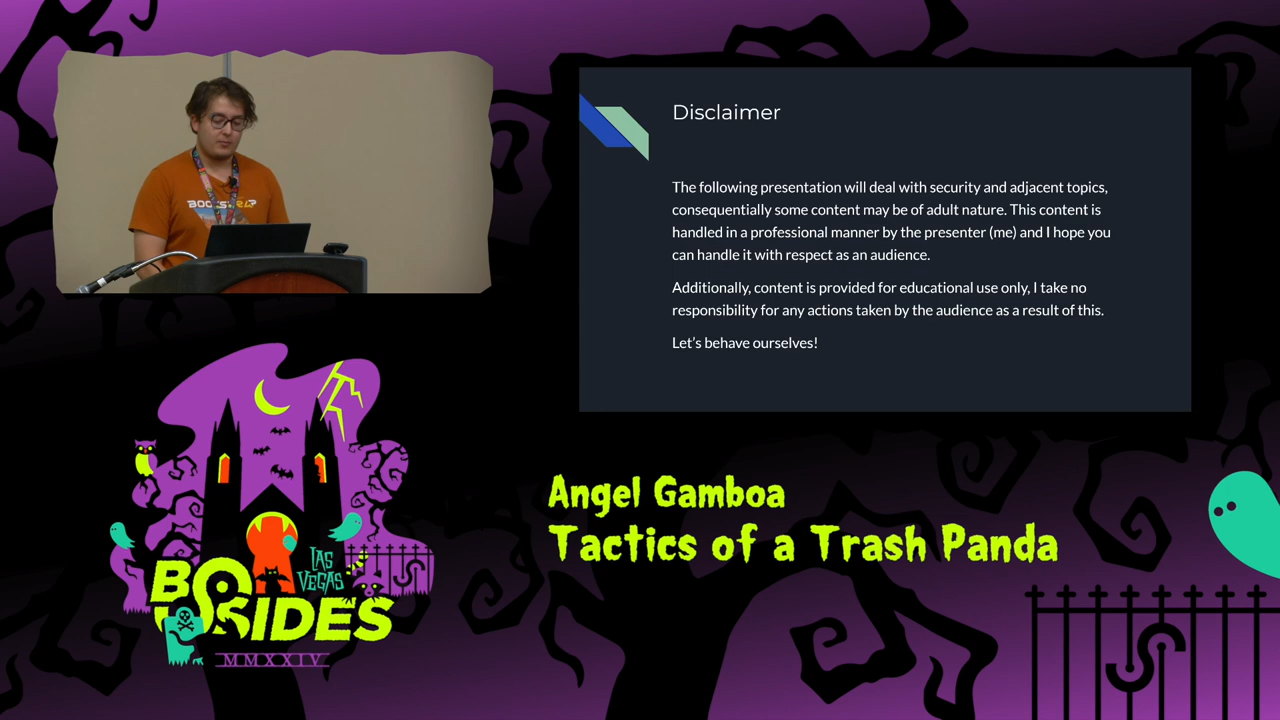 Disclaimer
The following presentation will deal with security and adjacent topics,
consequentially some content may be of adult nature. This content is
handled in a professional manner by the presenter (me) and I hope you
can handle it with respect as an audience.
Additionally, content is provided for educational use only, I take no
responsibility for any actions taken by the audience as a result of this.
Let's behave ourselves!
Angel Gamboa
Tactics of a Trash Panda
LAS
VEGAS
BSIDES
MMXXIV